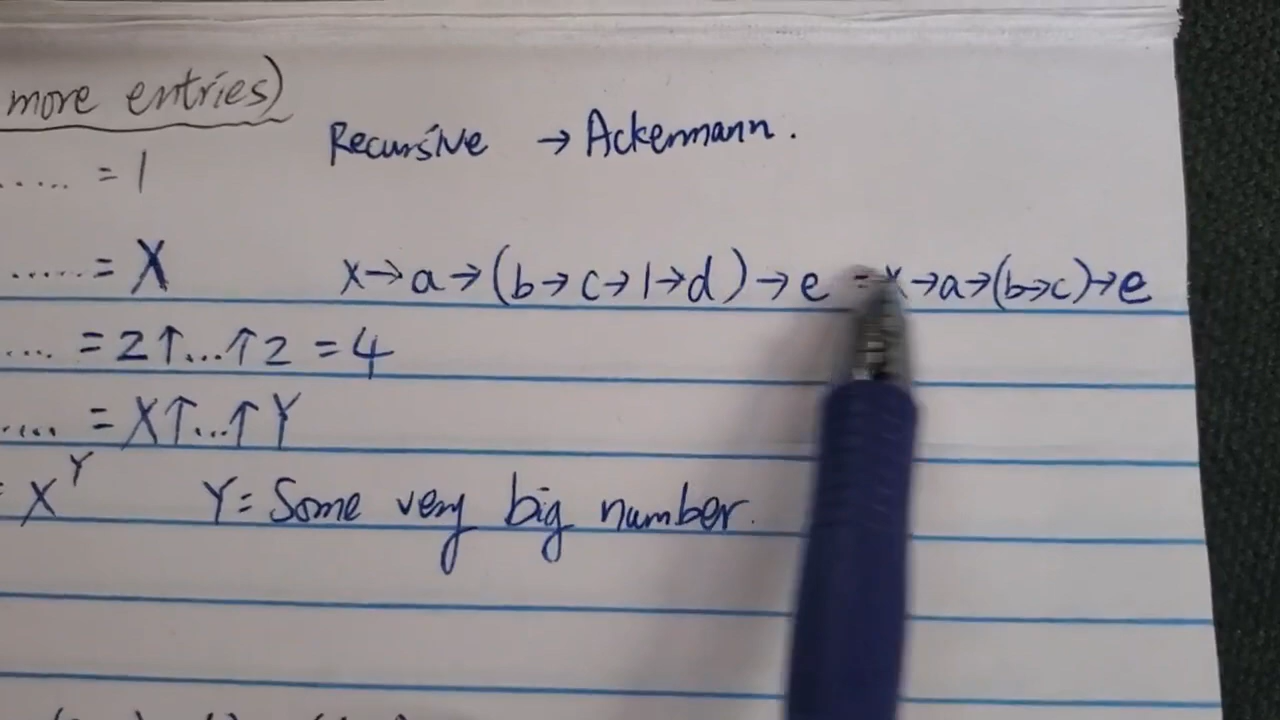 more entries)
Recursive → Ackermann.
...... = 1
...... = X
x→a→(b→c→1→d)→e = x→a→(b→c)→e
.... = 2↑...↑2 = 4
.... = X↑...↑Y
= X^Y Y = Some very big number.